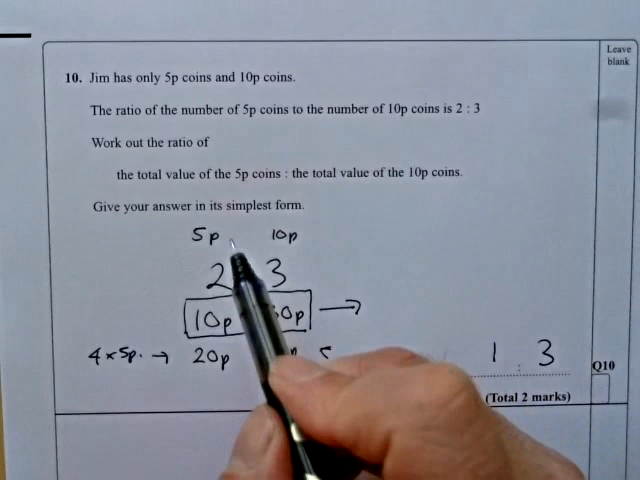 Leave
blank
10. Jim has only 5p coins and 10p coins.
The ratio of the number of 5p coins to the number of 10p coins is 2 : 3
Work out the ratio of
the total value of the 5p coins : the total value of the 10p coins.
Give your answer in its simplest form.
5p 10p
2 3
10p 0p →
4 × 5p. → 20p
1 : 3
Q10
(Total 2 marks)